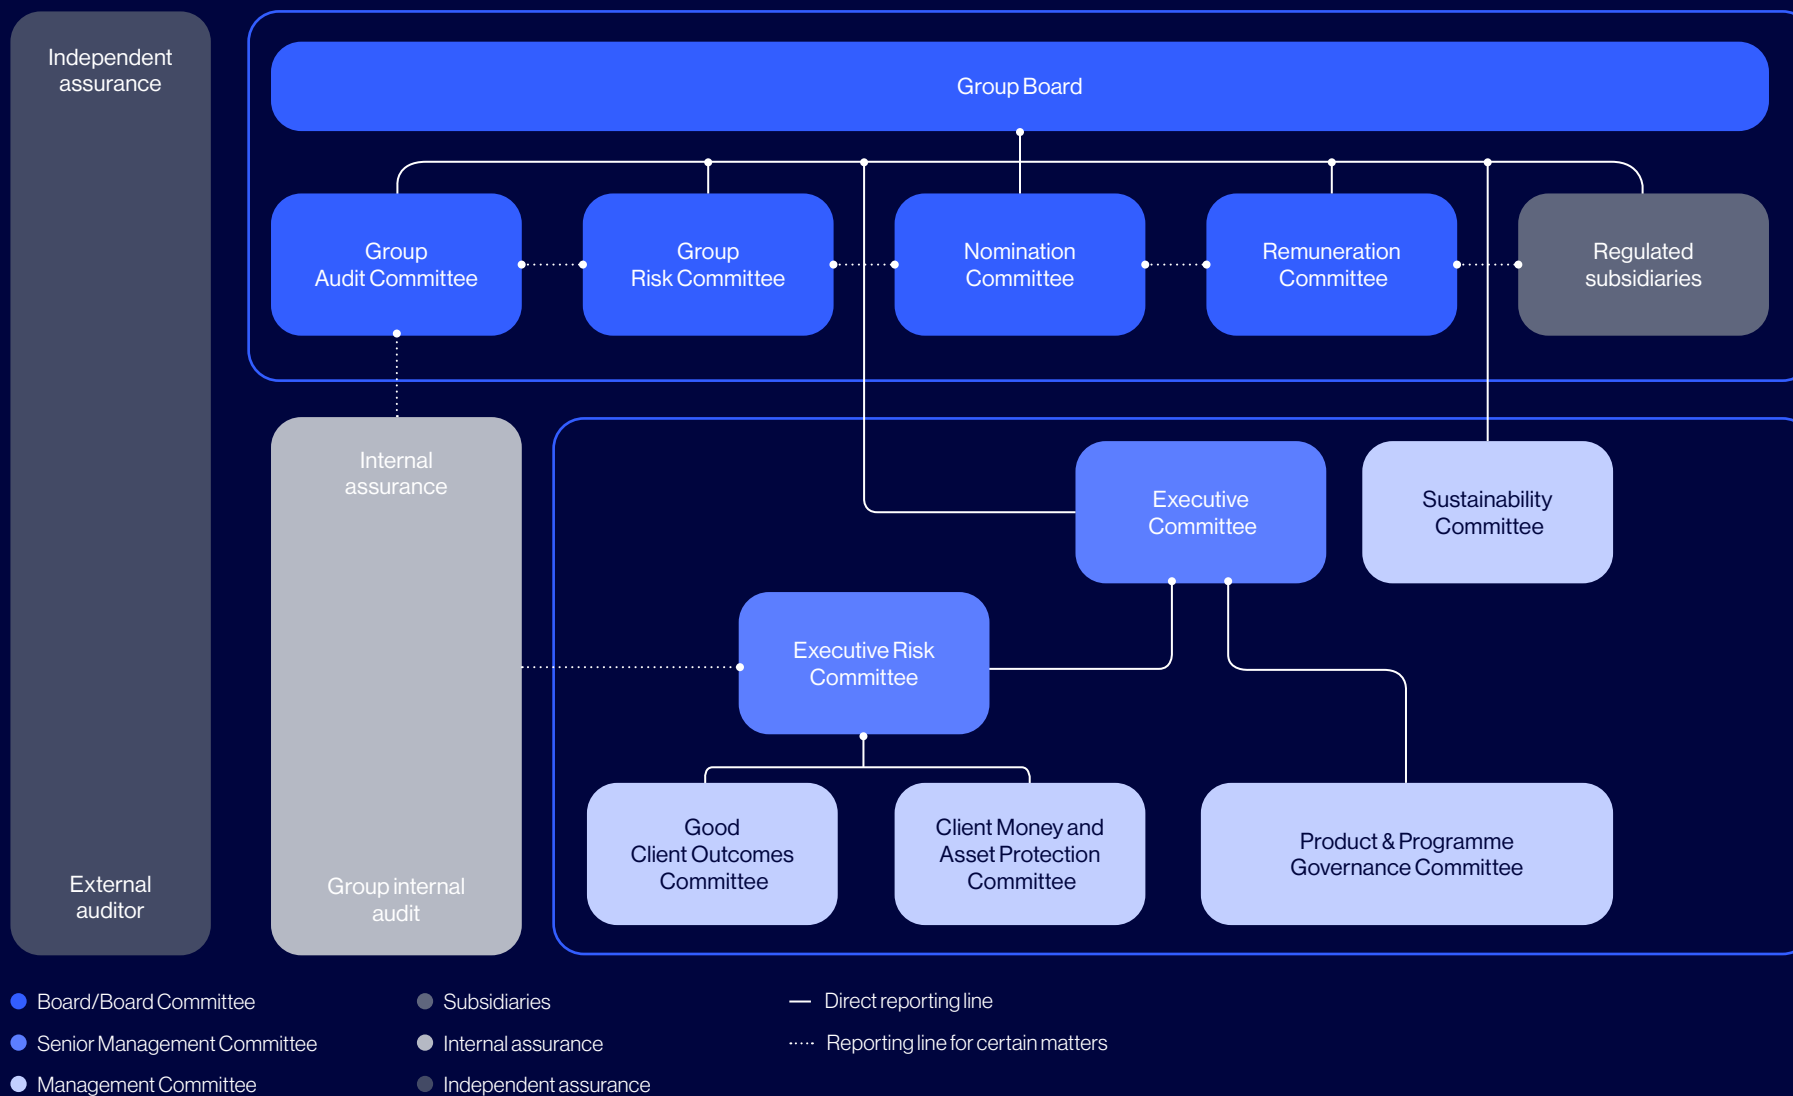 Independent
assurance
External
auditor
Group Board
Group
Audit Committee
Group
Risk Committee
Nomination
Committee
Remuneration
Committee
Regulated
subsidiaries
Internal
assurance
Group internal
audit
Executive
Committee
Sustainability
Committee
Executive Risk
Committee
Good
Client Outcomes
Committee
Client Money and
Asset Protection
Committee
Product & Programme
Governance Committee
Board/Board Committee
Senior Management Committee
Management Committee
Subsidiaries
Internal assurance
Independent assurance
Direct reporting line
Reporting line for certain matters